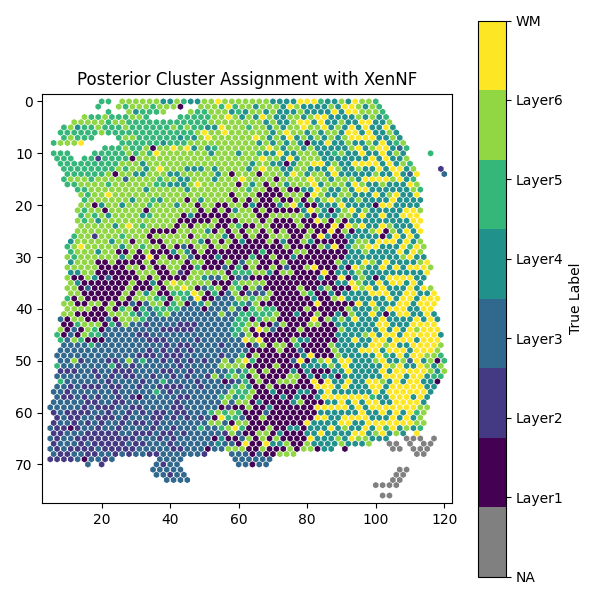 Posterior Cluster Assignment with XenNF
0
10
20
30
40
50
60
70
20
40
60
80
100
120
WM
Layer6
Layer5
Layer4
Layer3
Layer2
Layer1
NA
True Label